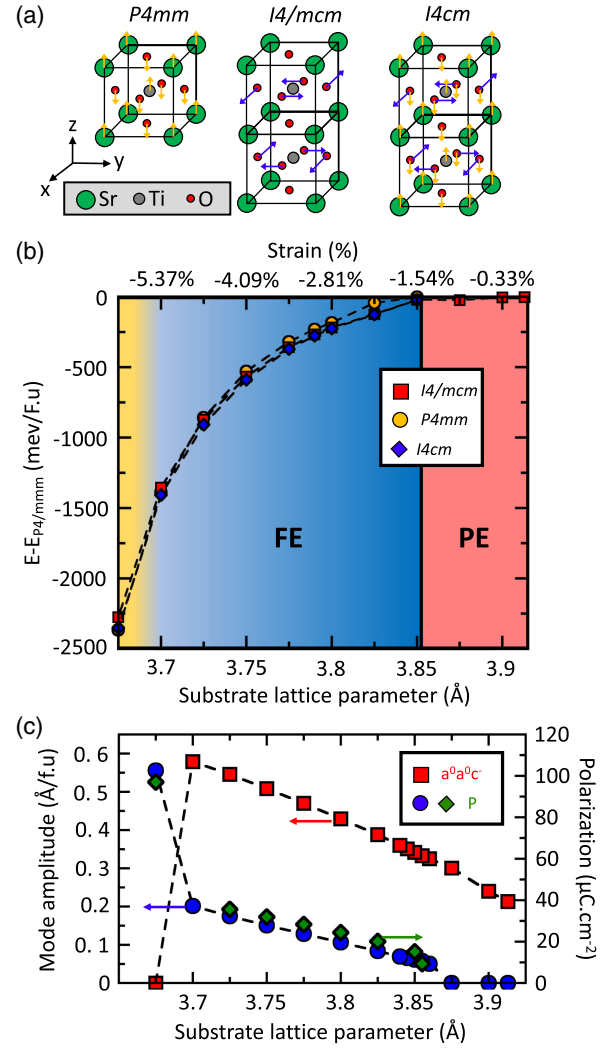 (a)
P4mm
I4/mcm
I4cm
z
y
x
Sr Ti O
(b)
Strain (%)
-5.37% -4.09% -2.81% -1.54% -0.33%
0
-500
-1000
-1500
-2000
-2500
E-E_P4/mmm (mev/F.u)
I4/mcm
P4mm
I4cm
FE
PE
3.7 3.75 3.8 3.85 3.9
Substrate lattice parameter (Å)
(c)
0.6
0.5
0.4
0.3
0.2
0.1
0
Mode amplitude (Å/f.u)
a⁰a⁰c⁻
P
120
100
80
60
40
20
0
Polarization (μC.cm⁻²)
3.7 3.75 3.8 3.85 3.9
Substrate lattice parameter (Å)